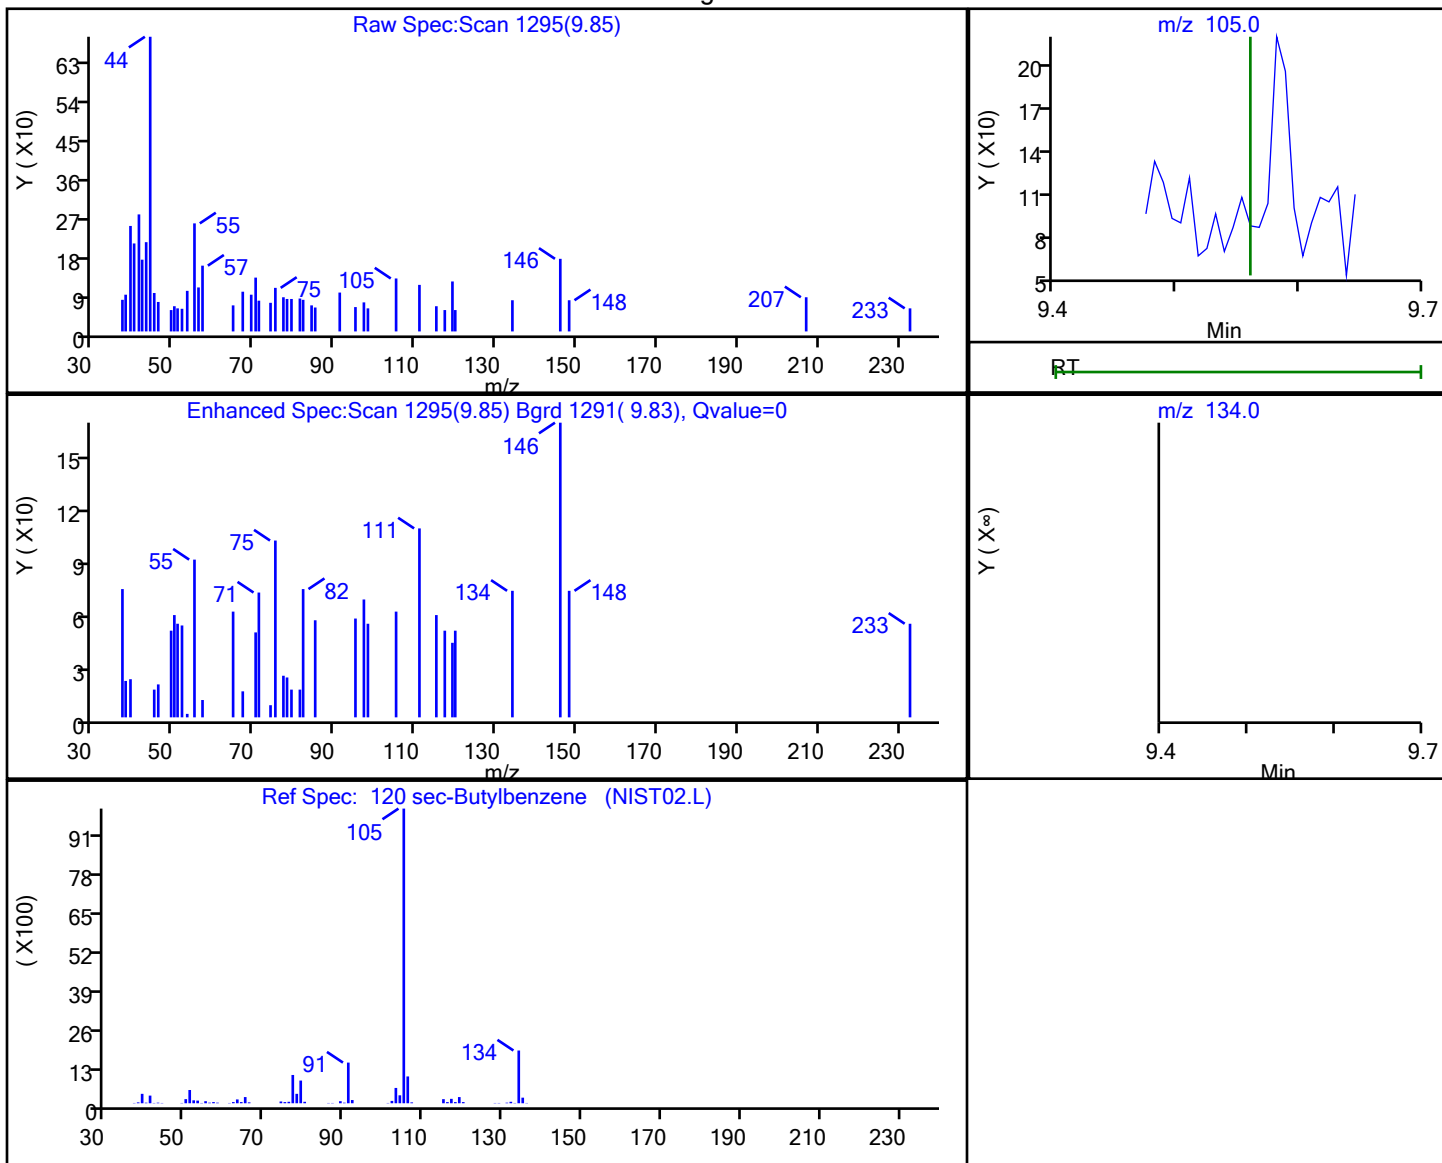 Raw Spec:Scan 1295(9.85)
Y ( X10)
63
54
45
36
27
18
9
0
44
55
57
75
105
146
148
207
233
30 50 70 90 110 130 150 170 190 210 230
m/z
m/z 105.0
Y ( X10)
20
17
14
11
8
5
9.4 9.7
Min
RT
Enhanced Spec:Scan 1295(9.85) Bgrd 1291( 9.83), Qvalue=0
Y ( X10)
15
12
9
6
3
0
55
71
75
82
111
134
146
148
233
30 50 70 90 110 130 150 170 190 210 230
m/z
m/z 134.0
Y ( X∞)
9.4 9.7
Min
Ref Spec: 120 sec-Butylbenzene (NIST02.L)
( X100)
91
78
65
52
39
26
13
0
91
105
134
30 50 70 90 110 130 150 170 190 210 230